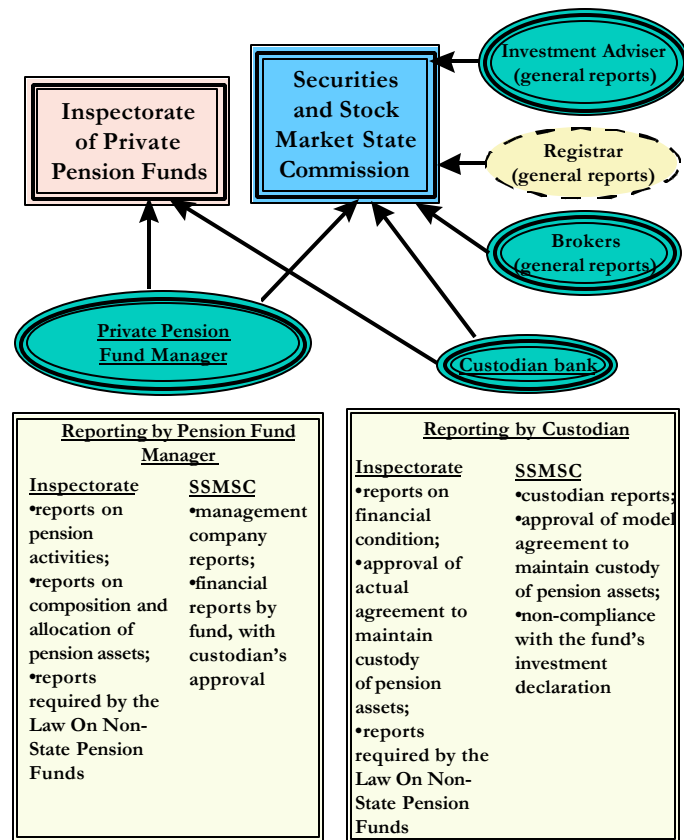 Investment Adviser
(general reports)
Securities
and Stock
Market State
Commission
Inspectorate
of Private
Pension Funds
Registrar
(general reports)
Brokers
(general reports)
Private Pension
Fund Manager
Custodian bank
Reporting by Pension Fund
Manager
Inspectorate
•reports on
pension
activities;
•reports on
composition and
allocation of
pension assets;
•reports
required by the
Law On Non-
State Pension
Funds
SSMSC
•management
company
reports;
•financial
reports by
fund, with
custodian's
approval
Reporting by Custodian
Inspectorate
•reports on
financial
condition;
•approval of
actual
agreement to
maintain
custody
of pension
assets;
•reports
required by the
Law On Non-
State Pension
Funds
SSMSC
•custodian reports;
•approval of model
agreement to
maintain custody
of pension assets;
•non-compliance
with the fund's
investment
declaration